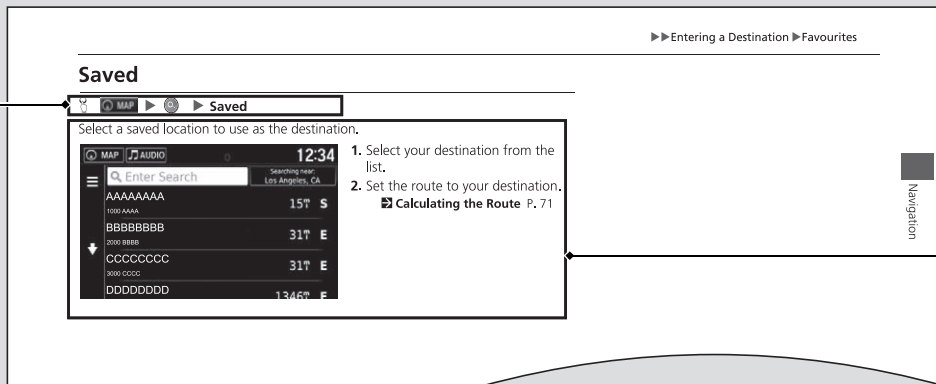 ▶▶Entering a Destination ▶Favourites
Saved
MAP ▶ ▶ Saved
Select a saved location to use as the destination.
MAP AUDIO 0 12:34
Enter Search
Searching near:
Los Angeles, CA
AAAAAAAA
1000 AAAA
15 S
BBBBBBBB
2000 BBBB
31 E
CCCCCCCC
3000 CCCC
31 E
DDDDDDDD
1346 E
1. Select your destination from the
list.
2. Set the route to your destination.
Calculating the Route P. 71
Navigation